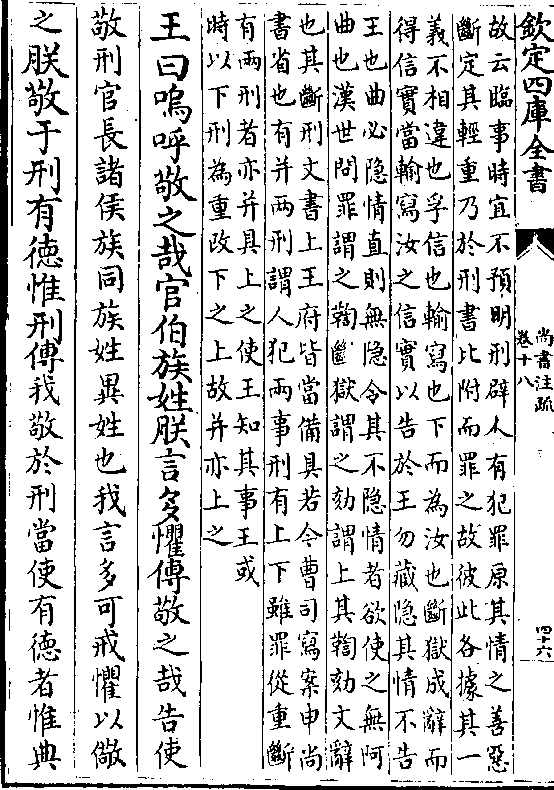 欽定四庫全書
尚書注疏
卷十八
四十六
故云臨事時宜不預明刑辟人有犯罪原其情之善惡
斷定其輕重乃於刑書比附而罪之故彼此各據其一
義不相違也孚信也輸寫也下而為汝也斷獄成辭而
得信實當輸寫汝之信實以告於王勿藏隐其情不告
王也曲必隐情直則無隐令其不隐情者欲使之無阿
曲也漢世問罪謂之鞫斷獄謂之劾謂上其鞫劾文辭
也其斷刑文書上王府皆當備具若今曹司寫案申尚
書省也有并兩刑謂人犯兩事刑有上下雖罪從重斷
有兩刑者亦并具上之使王知其事王或
時以下刑為重改下之上故并亦上之
王曰嗚呼敬之哉官伯族姓朕言多懼傳敬之哉告使
敬刑官長諸侯族同族姓異姓也我言多可戒懼以儆
之朕敬于刑有德惟刑傳我敬於刑當使有德者惟典